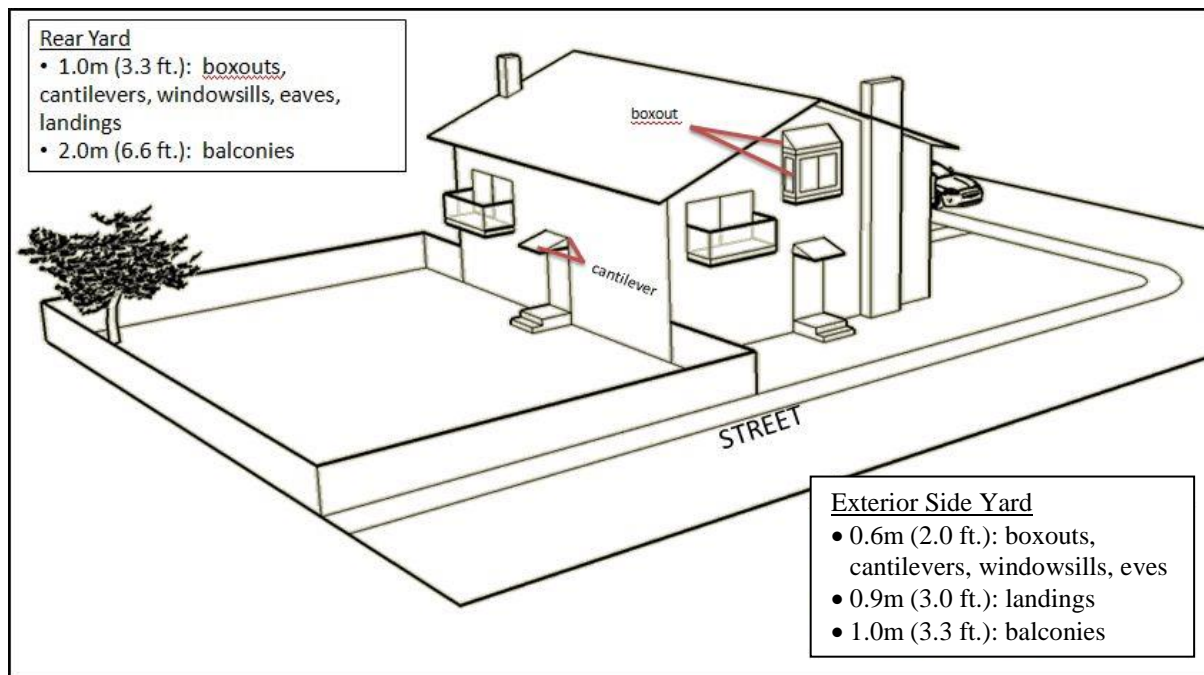 Rear Yard
• 1.0m (3.3 ft.): boxouts,
cantilevers, windowsills, eaves,
landings
• 2.0m (6.6 ft.): balconies
boxout
cantilever
STREET
Exterior Side Yard
• 0.6m (2.0 ft.): boxouts,
cantilevers, windowsills, eves
• 0.9m (3.0 ft.): landings
• 1.0m (3.3 ft.): balconies